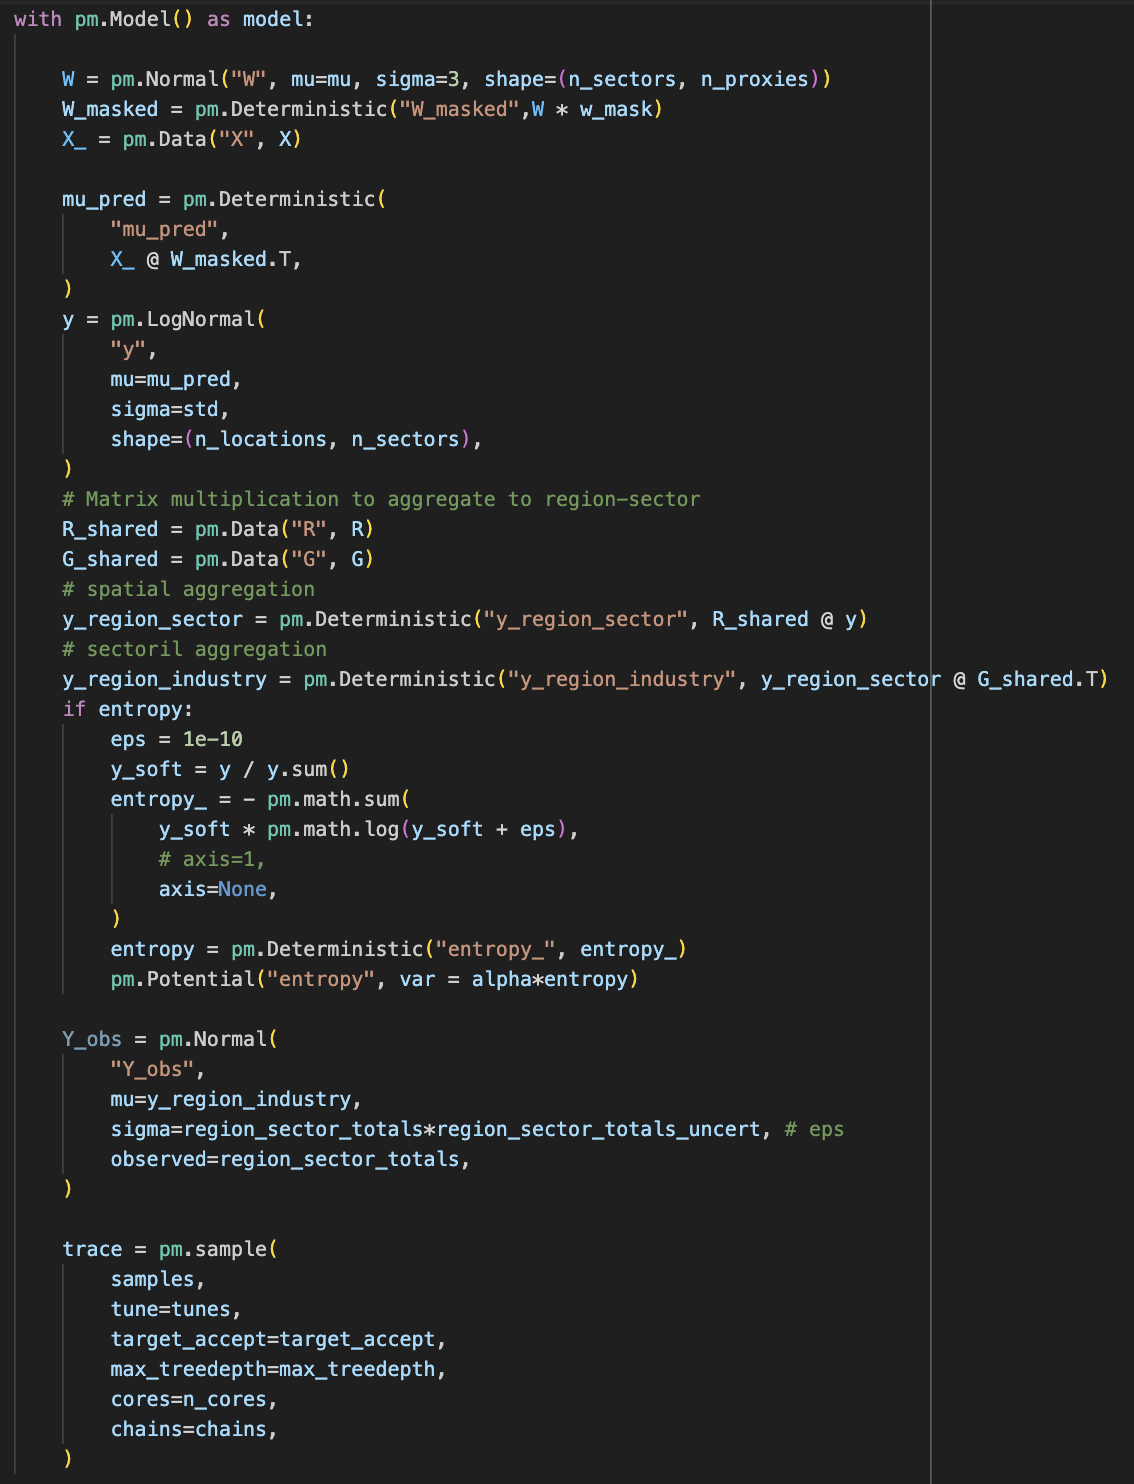 with pm.Model() as model:
W = pm.Normal("W", mu=mu, sigma=3, shape=(n_sectors, n_proxies))
W_masked = pm.Deterministic("W_masked",W * w_mask)
X_ = pm.Data("X", X)
mu_pred = pm.Deterministic(
"mu_pred",
X_ @ W_masked.T,
)
y = pm.LogNormal(
"y",
mu=mu_pred,
sigma=std,
shape=(n_locations, n_sectors),
)
# Matrix multiplication to aggregate to region-sector
R_shared = pm.Data("R", R)
G_shared = pm.Data("G", G)
# spatial aggregation
y_region_sector = pm.Deterministic("y_region_sector", R_shared @ y)
# sectoril aggregation
y_region_industry = pm.Deterministic("y_region_industry", y_region_sector @ G_shared.T)
if entropy:
eps = 1e-10
y_soft = y / y.sum()
entropy_ = - pm.math.sum(
y_soft * pm.math.log(y_soft + eps),
# axis=1,
axis=None,
)
entropy = pm.Deterministic("entropy_", entropy_)
pm.Potential("entropy", var = alpha*entropy)
Y_obs = pm.Normal(
"Y_obs",
mu=y_region_industry,
sigma=region_sector_totals*region_sector_totals_uncert, # eps
observed=region_sector_totals,
)
trace = pm.sample(
samples,
tune=tunes,
target_accept=target_accept,
max_treedepth=max_treedepth,
cores=n_cores,
chains=chains,
)